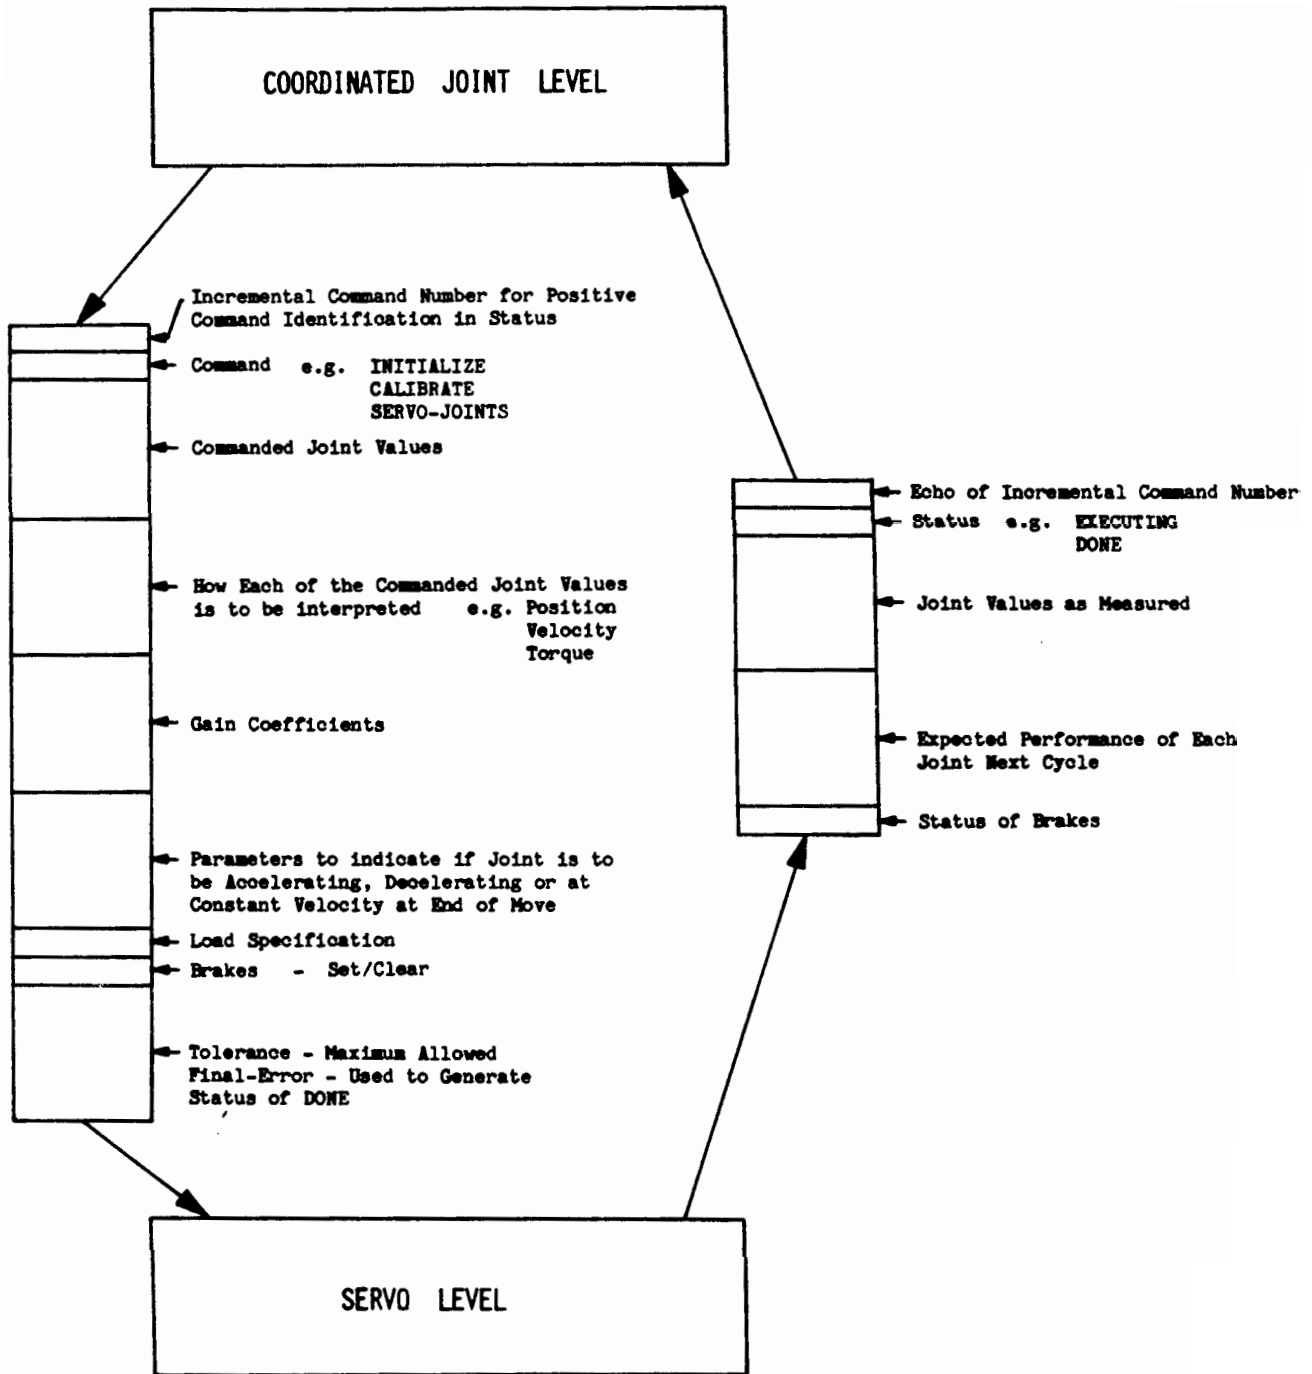 COORDINATED JOINT LEVEL
Incremental Command Number for Positive
Command Identification in Status
Command e.g. INITIALIZE
CALIBRATE
SERVO-JOINTS
Commanded Joint Values
How Each of the Commanded Joint Values
is to be interpreted e.g. Position
Velocity
Torque
Gain Coefficients
Parameters to indicate if Joint is to
be Accelerating, Decelerating or at
Constant Velocity at End of Move
Load Specification
Brakes - Set/Clear
Tolerance - Maximum Allowed
Final-Error - Used to Generate
Status of DONE
Echo of Incremental Command Number
Status e.g. EXECUTING
DONE
Joint Values as Measured
Expected Performance of Each
Joint Next Cycle
Status of Brakes
SERVO LEVEL